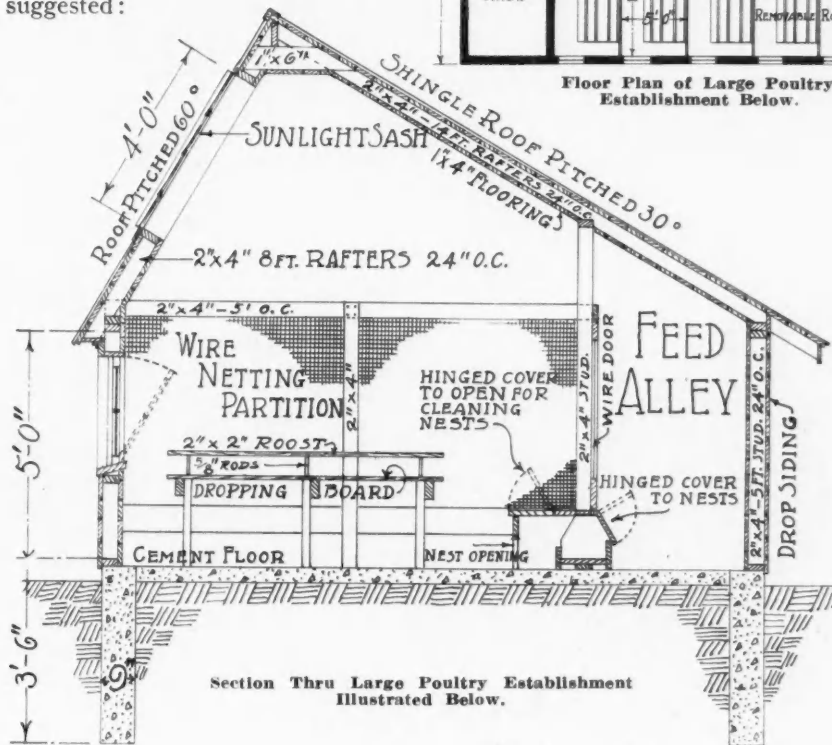 suggested:
5'-0"
REMOVABLE
Floor Plan of Large Poultry
Establishment Below.
1"x6"
SHINGLE ROOF PITCHED 30°
2"x4"-14FT. RAFTERS 24"O.C.
1"x4" FLOORING
4'-0"
ROOF PITCHED 60°
SUNLIGHT SASH
2"x4" 8FT. RAFTERS 24"O.C.
2"x4"-5' O.C.
WIRE
NETTING
PARTITION
2"x4"
HINGED COVER
TO OPEN FOR
CLEANING
NESTS
2"x4" STUD.
WIRE DOOR
FEED
ALLEY
5'-0"
2"x2" ROOST
5/8" RODS
DROPPING BOARD
HINGED COVER
TO NESTS
2"x4"-5FT. STUD. 24"O.C.
DROP SIDING
CEMENT FLOOR
NEST OPENING
3'-6"
9"
Section Thru Large Poultry Establishment
Illustrated Below.